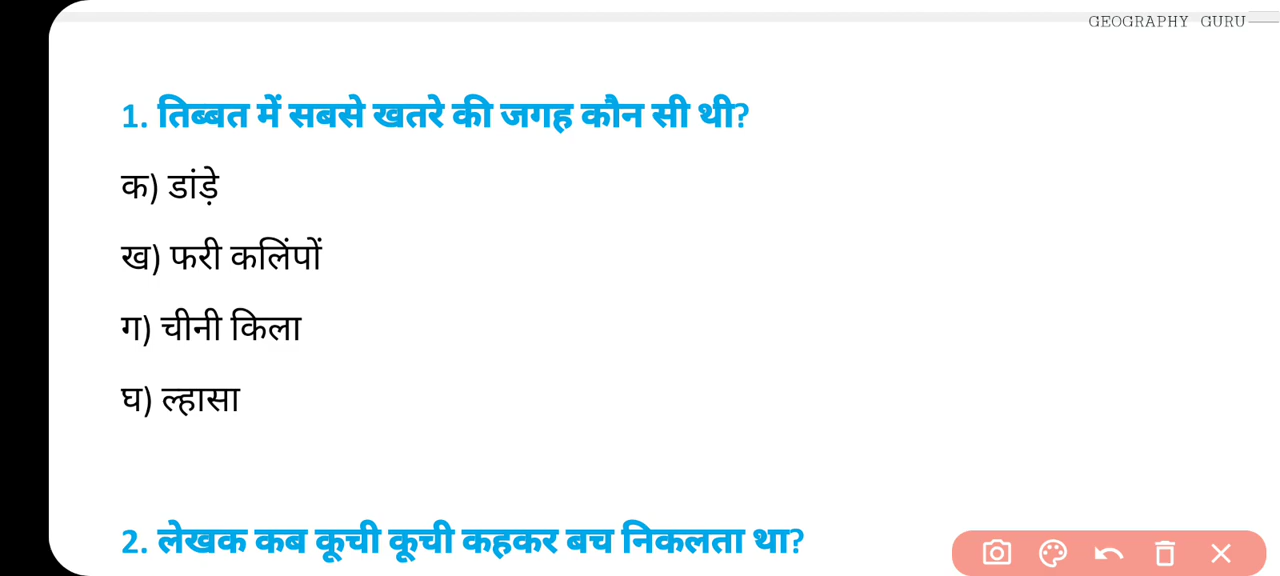 GEOGRAPHY GURU
1. तिब्बत में सबसे खतरे की जगह कौन सी थी?
क) डांड़े
ख) फरी कलिंपों
ग) चीनी किला
घ) ल्हासा
2. लेखक कब कूची कूची कहकर बच निकलता था?